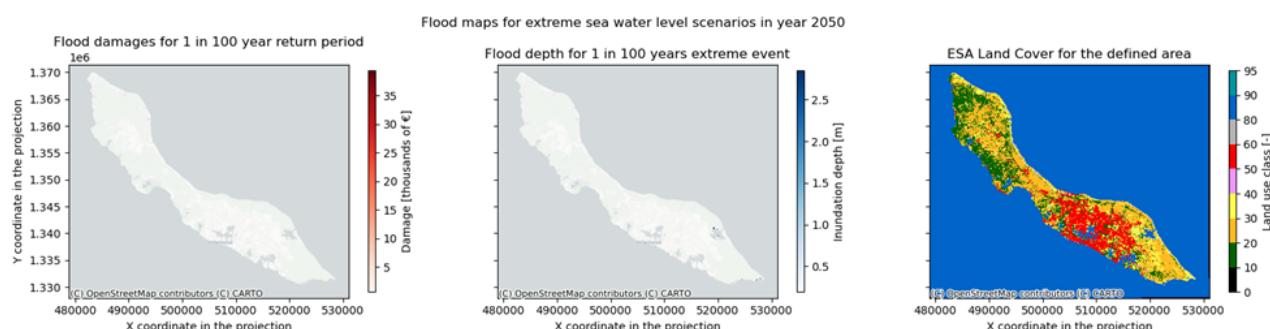 Flood maps for extreme sea water level scenarios in year 2050
Flood damages for 1 in 100 year return period
1e6
1.370
1.365
1.360
1.355
1.350
1.345
1.340
1.335
1.330
Y coordinate in the projection
(C) OpenStreetMap contributors (C) CARTO
480000 490000 500000 510000 520000 530000
X coordinate in the projection
35
30
25
20
15
10
5
Damage [thousands of €]
Flood depth for 1 in 100 years extreme event
(C) OpenStreetMap contributors (C) CARTO
480000 490000 500000 510000 520000 530000
X coordinate in the projection
2.5
2.0
1.5
1.0
0.5
Inundation depth [m]
ESA Land Cover for the defined area
(C) OpenStreetMap contributors (C) CARTO
480000 490000 500000 510000 520000 530000
X coordinate in the projection
95
90
80
60
50
40
30
20
10
0
Land use class [-]